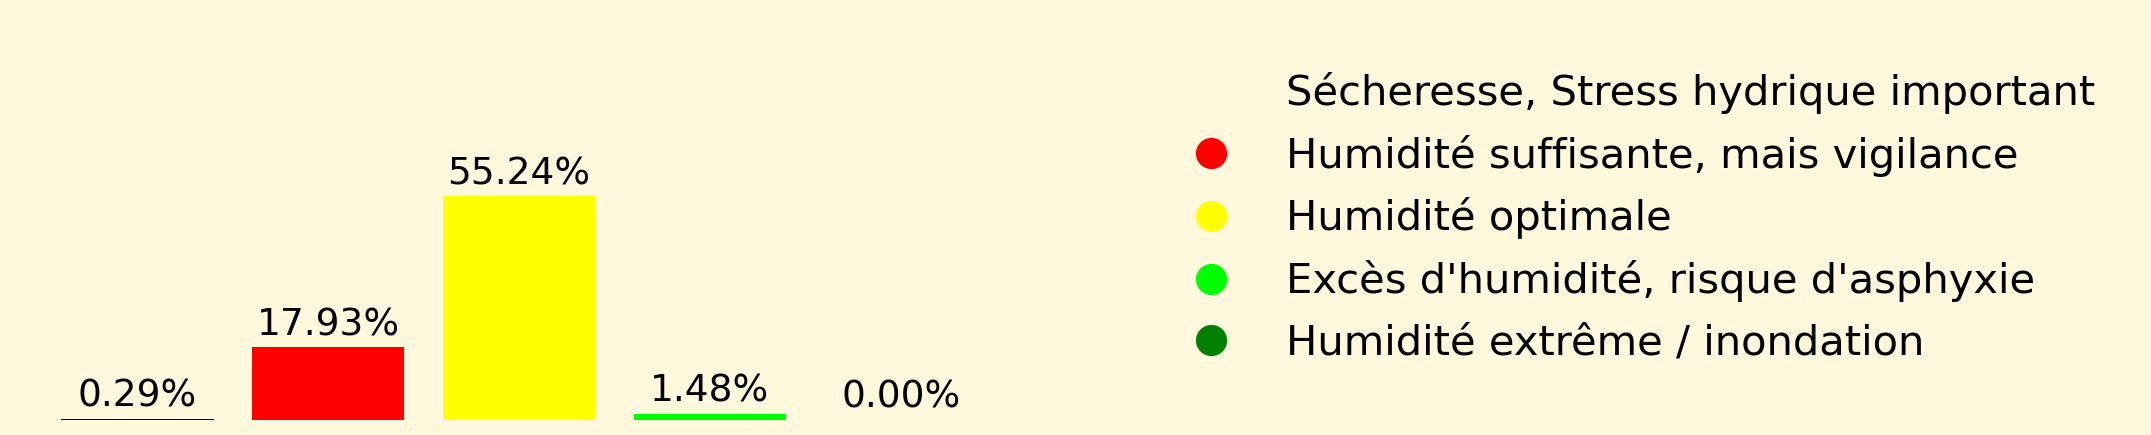 55.24%
17.93%
0.29%
1.48%
0.00%
Sécheresse, Stress hydrique important
Humidité suffisante, mais vigilance
Humidité optimale
Excès d'humidité, risque d'asphyxie
Humidité extrême / inondation